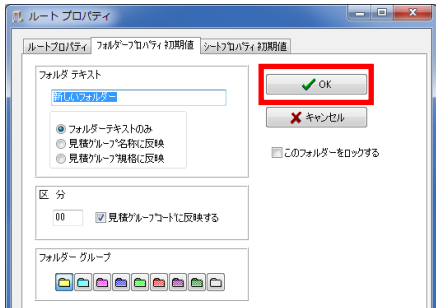 ルート プロパティ
ルートプロパティ フォルダープロパティ初期値 シートプロパティ初期値
フォルダ テキスト
新しいフォルダー
フォルダーテキストのみ
見積グループ名称に反映
見積グループ規格に反映
OK
キャンセル
このフォルダーをロックする
区 分
00 見積グループコードに反映する
フォルダー グループ